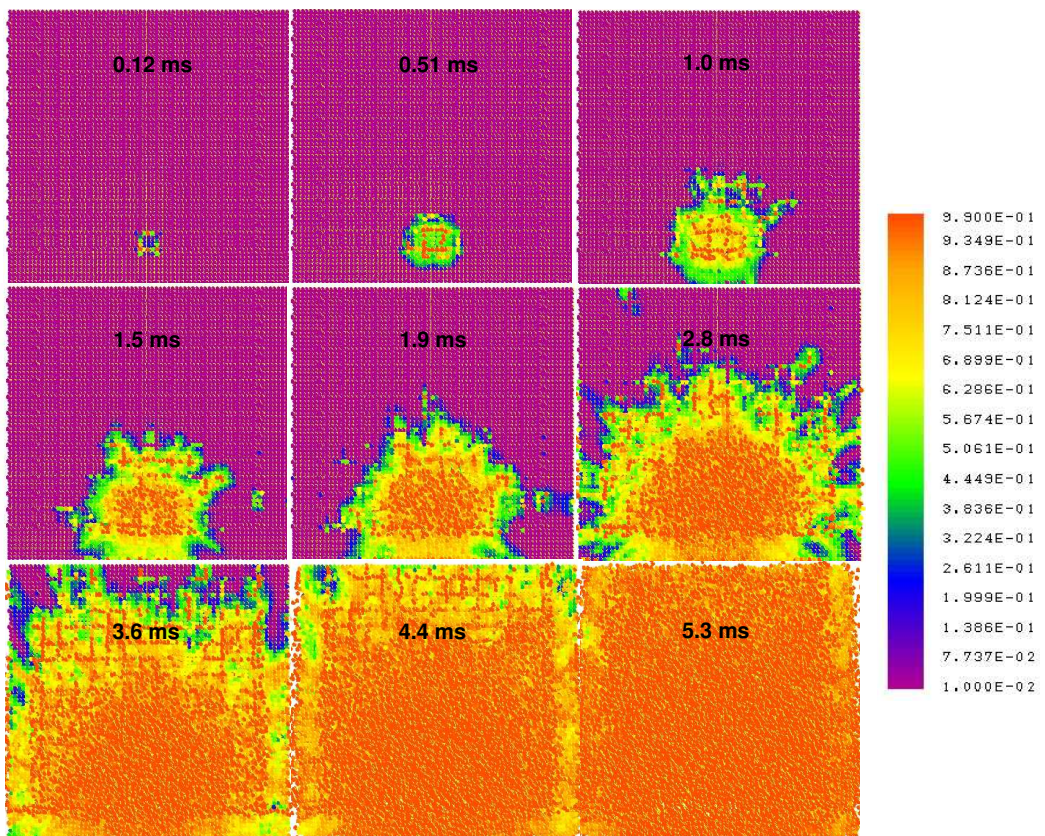 0.12 ms
0.51 ms
1.0 ms
1.5 ms
1.9 ms
2.8 ms
3.6 ms
4.4 ms
5.3 ms
9.900E-01
9.349E-01
8.736E-01
8.124E-01
7.511E-01
6.899E-01
6.286E-01
5.674E-01
5.061E-01
4.449E-01
3.836E-01
3.224E-01
2.611E-01
1.999E-01
1.386E-01
7.737E-02
1.000E-02